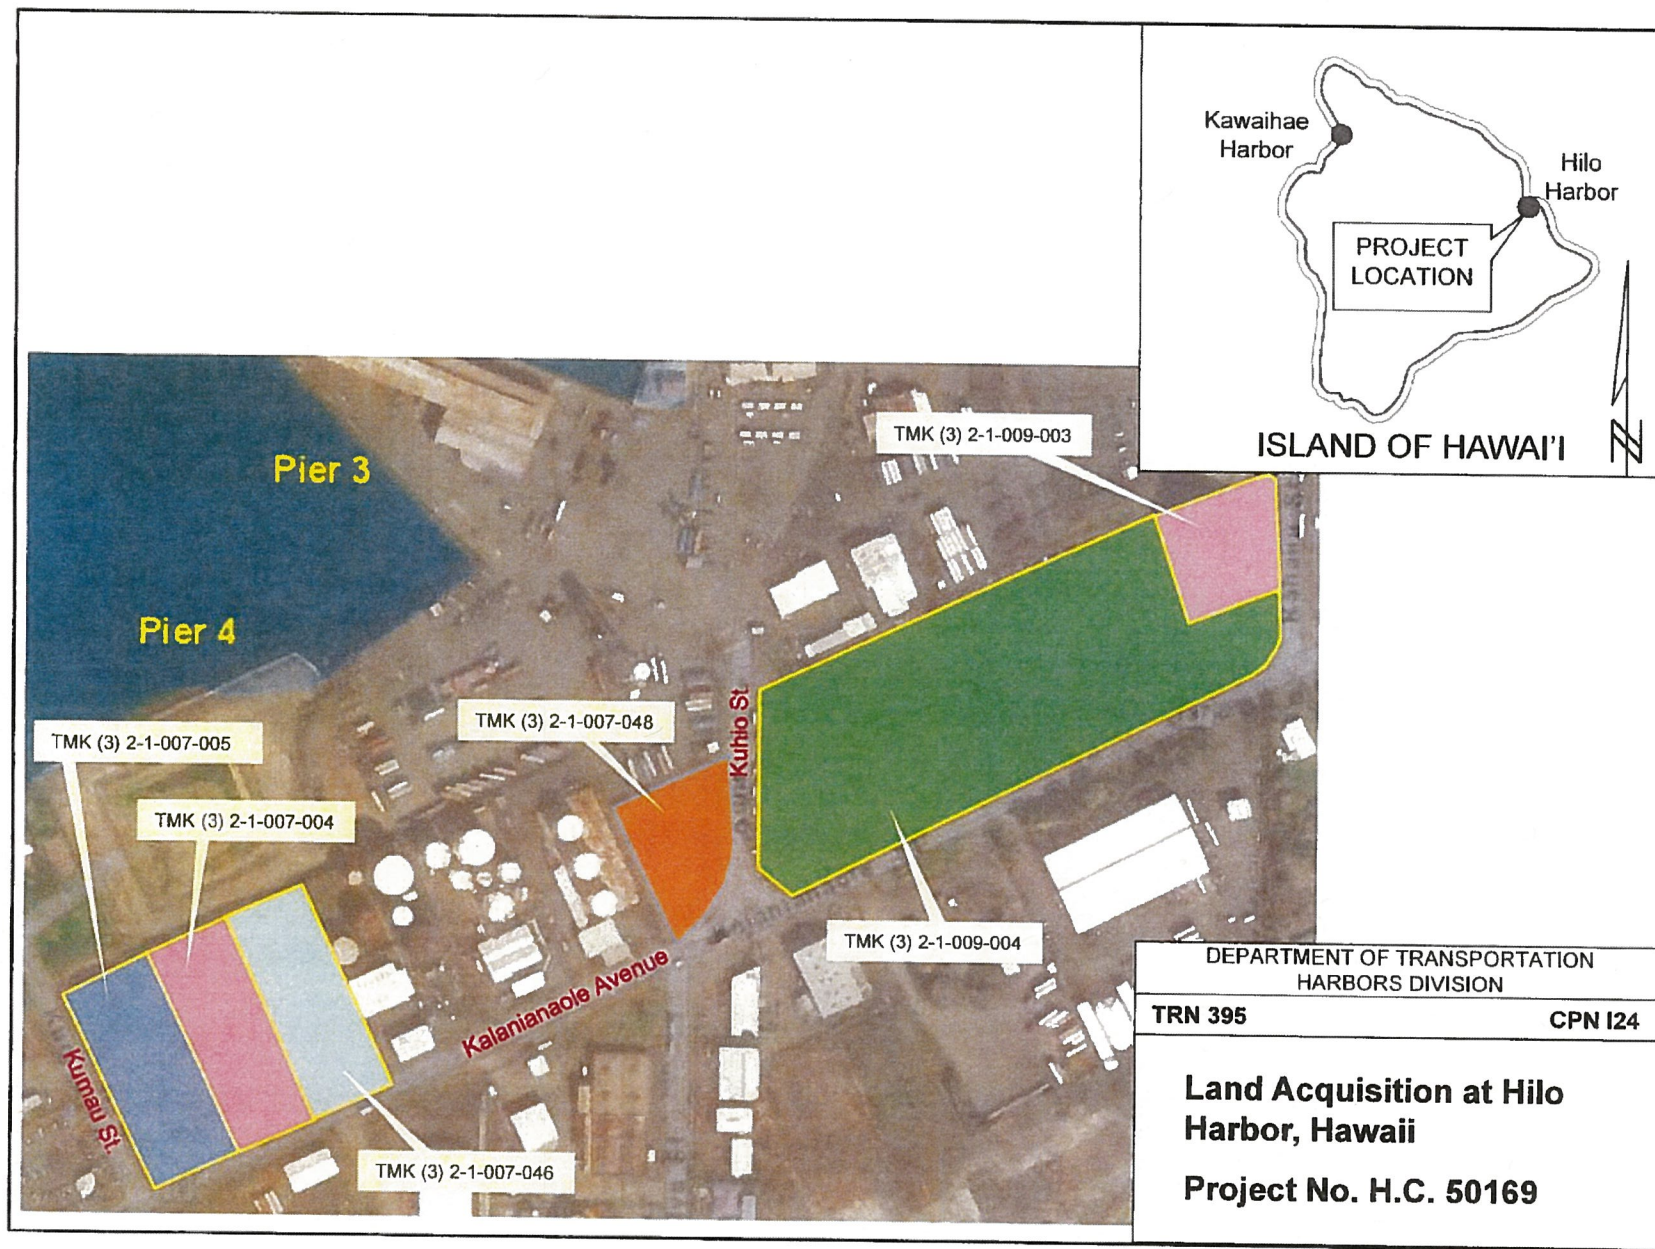 Kawaihae
Harbor
Hilo
Harbor
PROJECT
LOCATION
ISLAND OF HAWAI'I
N
TMK (3) 2-1-009-003
Pier 3
Pier 4
TMK (3) 2-1-007-048
Kuhio St.
TMK (3) 2-1-007-005
TMK (3) 2-1-007-004
TMK (3) 2-1-009-004
Kalanianaole Avenue
Kumau St.
TMK (3) 2-1-007-046
DEPARTMENT OF TRANSPORTATION
HARBORS DIVISION
TRN 395 CPN I24
Land Acquisition at Hilo
Harbor, Hawaii
Project No. H.C. 50169